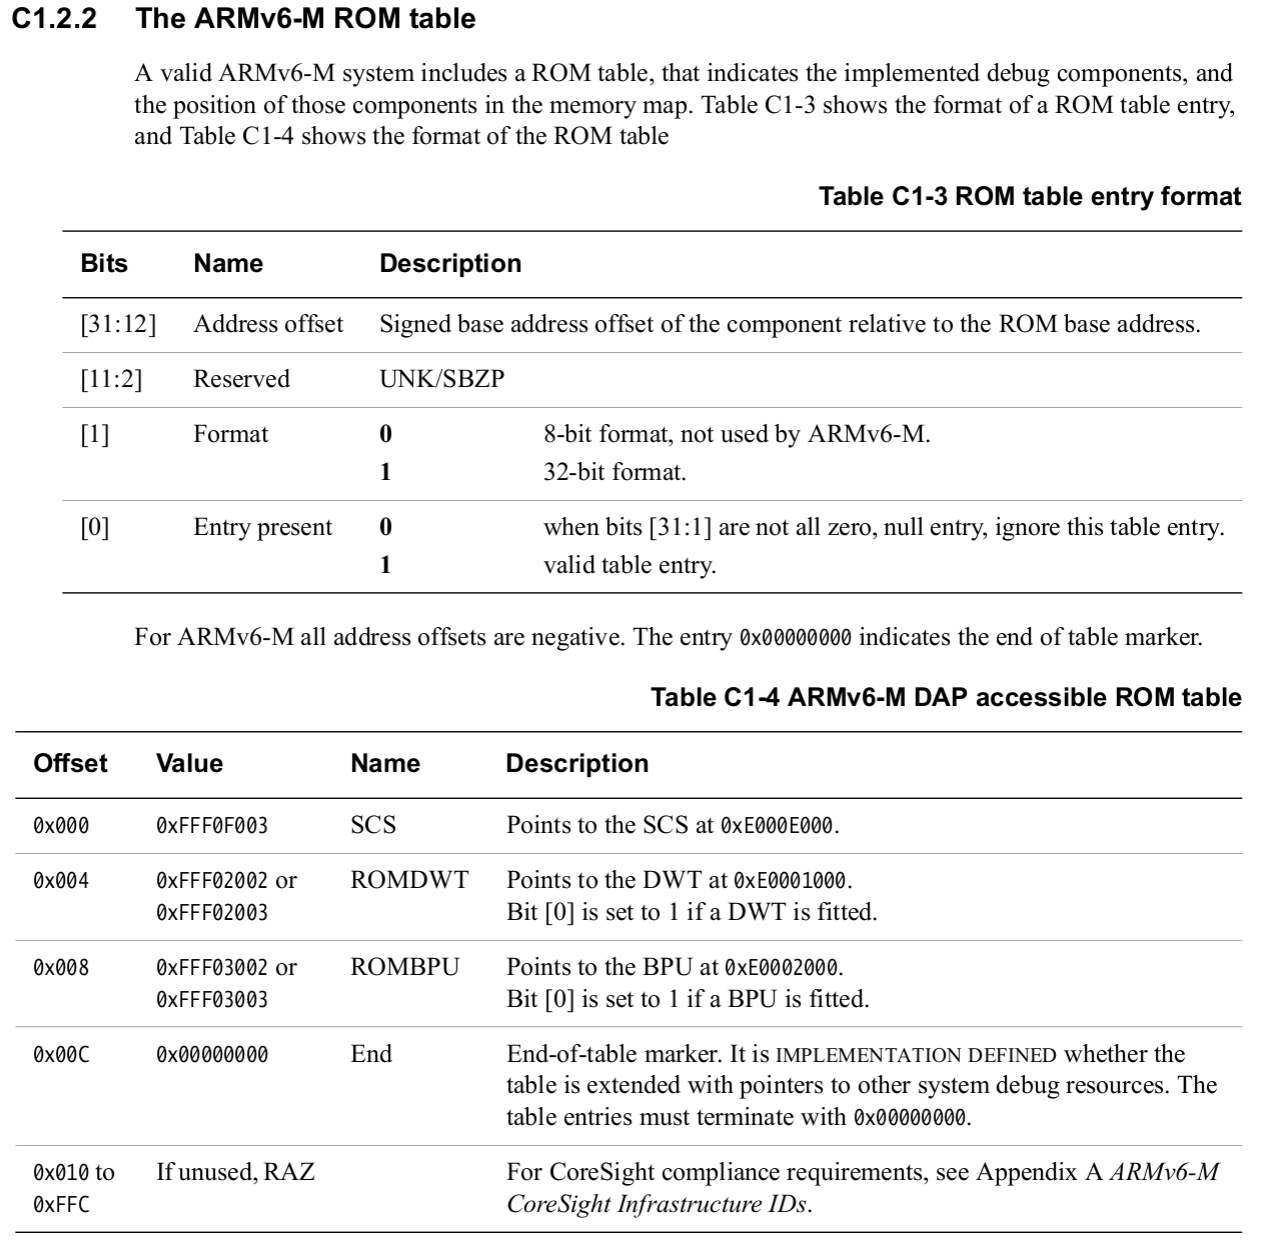 C1.2.2 The ARMv6-M ROM table
A valid ARMv6-M system includes a ROM table, that indicates the implemented debug components, and
the position of those components in the memory map. Table C1-3 shows the format of a ROM table entry,
and Table C1-4 shows the format of the ROM table
Table C1-3 ROM table entry format
Bits Name Description
[31:12] Address offset Signed base address offset of the component relative to the ROM base address.
[11:2] Reserved UNK/SBZP
[1] Format 0 8-bit format, not used by ARMv6-M.
1 32-bit format.
[0] Entry present 0 when bits [31:1] are not all zero, null entry, ignore this table entry.
1 valid table entry.
For ARMv6-M all address offsets are negative. The entry 0x00000000 indicates the end of table marker.
Table C1-4 ARMv6-M DAP accessible ROM table
Offset Value Name Description
0x000 0xFFF0F003 SCS Points to the SCS at 0xE000E000.
0x004 0xFFF02002 or ROMDWT Points to the DWT at 0xE0001000.
0xFFF02003 Bit [0] is set to 1 if a DWT is fitted.
0x008 0xFFF03002 or ROMBPU Points to the BPU at 0xE0002000.
0xFFF03003 Bit [0] is set to 1 if a BPU is fitted.
0x00C 0x00000000 End End-of-table marker. It is IMPLEMENTATION DEFINED whether the
table is extended with pointers to other system debug resources. The
table entries must terminate with 0x00000000.
0x010 to If unused, RAZ For CoreSight compliance requirements, see Appendix A ARMv6-M
0xFFC CoreSight Infrastructure IDs.